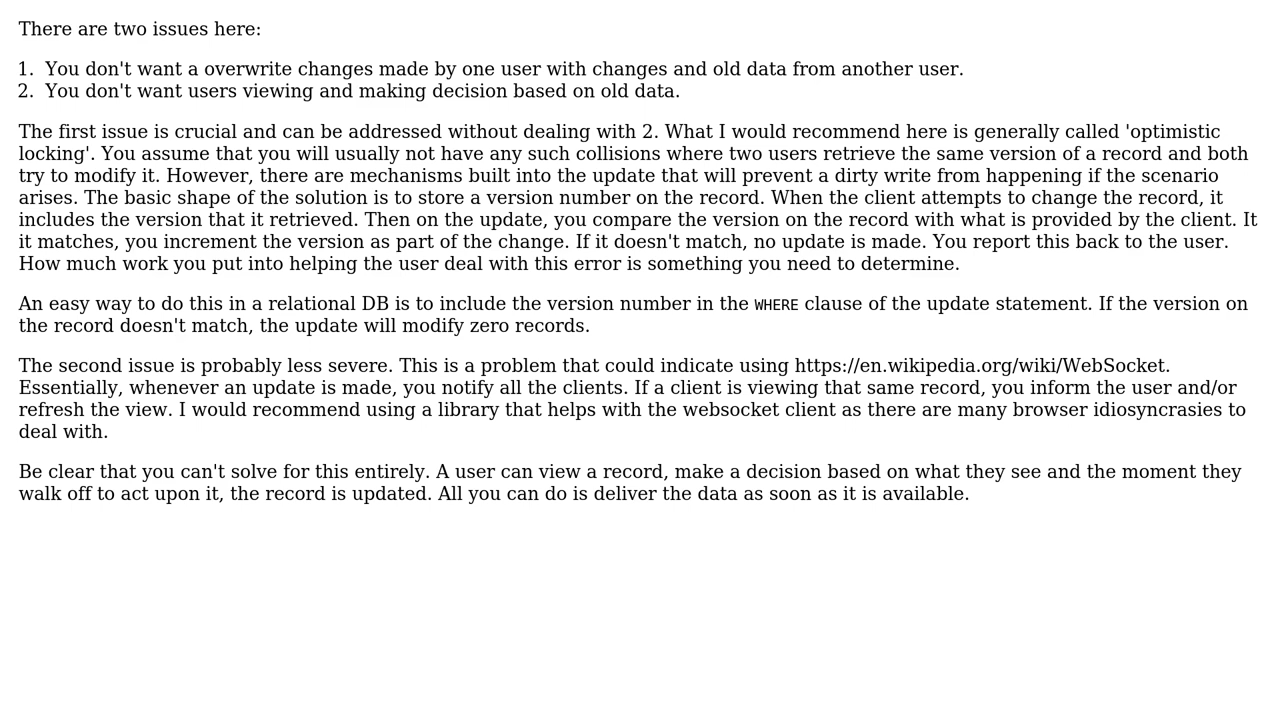 There are two issues here:
1. You don't want a overwrite changes made by one user with changes and old data from another user.
2. You don't want users viewing and making decision based on old data.
The first issue is crucial and can be addressed without dealing with 2. What I would recommend here is generally called 'optimistic
locking'. You assume that you will usually not have any such collisions where two users retrieve the same version of a record and both
try to modify it. However, there are mechanisms built into the update that will prevent a dirty write from happening if the scenario
arises. The basic shape of the solution is to store a version number on the record. When the client attempts to change the record, it
includes the version that it retrieved. Then on the update, you compare the version on the record with what is provided by the client. It
it matches, you increment the version as part of the change. If it doesn't match, no update is made. You report this back to the user.
How much work you put into helping the user deal with this error is something you need to determine.
An easy way to do this in a relational DB is to include the version number in the WHERE clause of the update statement. If the version on
the record doesn't match, the update will modify zero records.
The second issue is probably less severe. This is a problem that could indicate using https://en.wikipedia.org/wiki/WebSocket.
Essentially, whenever an update is made, you notify all the clients. If a client is viewing that same record, you inform the user and/or
refresh the view. I would recommend using a library that helps with the websocket client as there are many browser idiosyncrasies to
deal with.
Be clear that you can't solve for this entirely. A user can view a record, make a decision based on what they see and the moment they
walk off to act upon it, the record is updated. All you can do is deliver the data as soon as it is available.